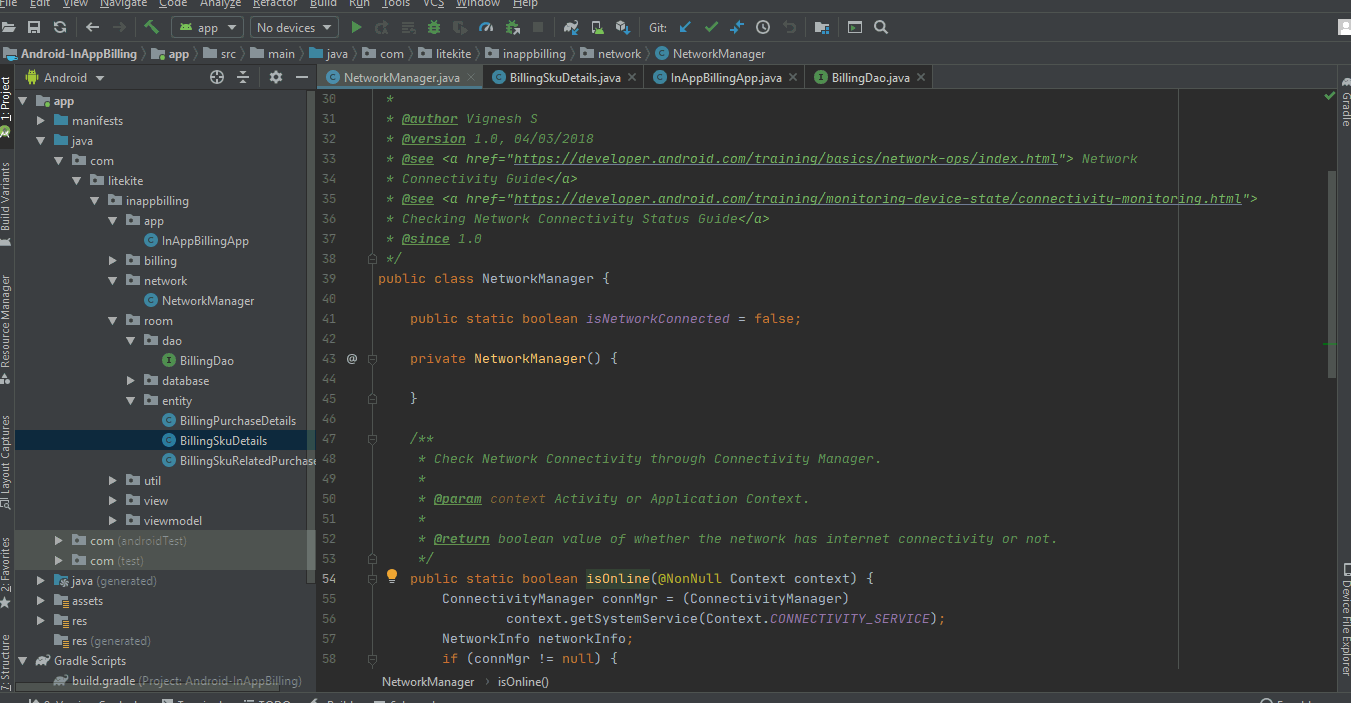 File Edit View Navigate Code Analyze Refactor Build Run Tools VCS Window Help
app No devices Git:
Android-InAppBilling app src main java com litekite inappbilling network NetworkManager
Android NetworkManager.java BillingSkuDetails.java InAppBillingApp.java BillingDao.java
1: Project
Build Variants
Resource Manager
Layout Captures
2: Favorites
7: Structure
app
manifests
java
com
litekite
inappbilling
app
InAppBillingApp
billing
network
NetworkManager
room
dao
BillingDao
database
entity
BillingPurchaseDetails
BillingSkuDetails
BillingSkuRelatedPurchase
util
view
viewmodel
com (androidTest)
com (test)
java (generated)
assets
res
res (generated)
Gradle Scripts
build.gradle (Project: Android-InAppBilling)
30 *
31 * @author Vignesh S
32 * @version 1.0, 04/03/2018
33 * @see <a href="https://developer.android.com/training/basics/network-ops/index.html"> Network
34 * Connectivity Guide</a>
35 * @see <a href="https://developer.android.com/training/monitoring-device-state/connectivity-monitoring.html">
36 * Checking Network Connectivity Status Guide</a>
37 * @since 1.0
38 */
39 public class NetworkManager {
40
41 public static boolean isNetworkConnected = false;
42
43 @ private NetworkManager() {
44
45 }
46
47 /**
48 * Check Network Connectivity through Connectivity Manager.
49 *
50 * @param context Activity or Application Context.
51 *
52 * @return boolean value of whether the network has internet connectivity or not.
53 */
54 public static boolean isOnline(@NonNull Context context) {
55 ConnectivityManager connMgr = (ConnectivityManager)
56 context.getSystemService(Context.CONNECTIVITY_SERVICE);
57 NetworkInfo networkInfo;
58 if (connMgr != null) {
NetworkManager isOnline()
Gradle
Device File Explorer